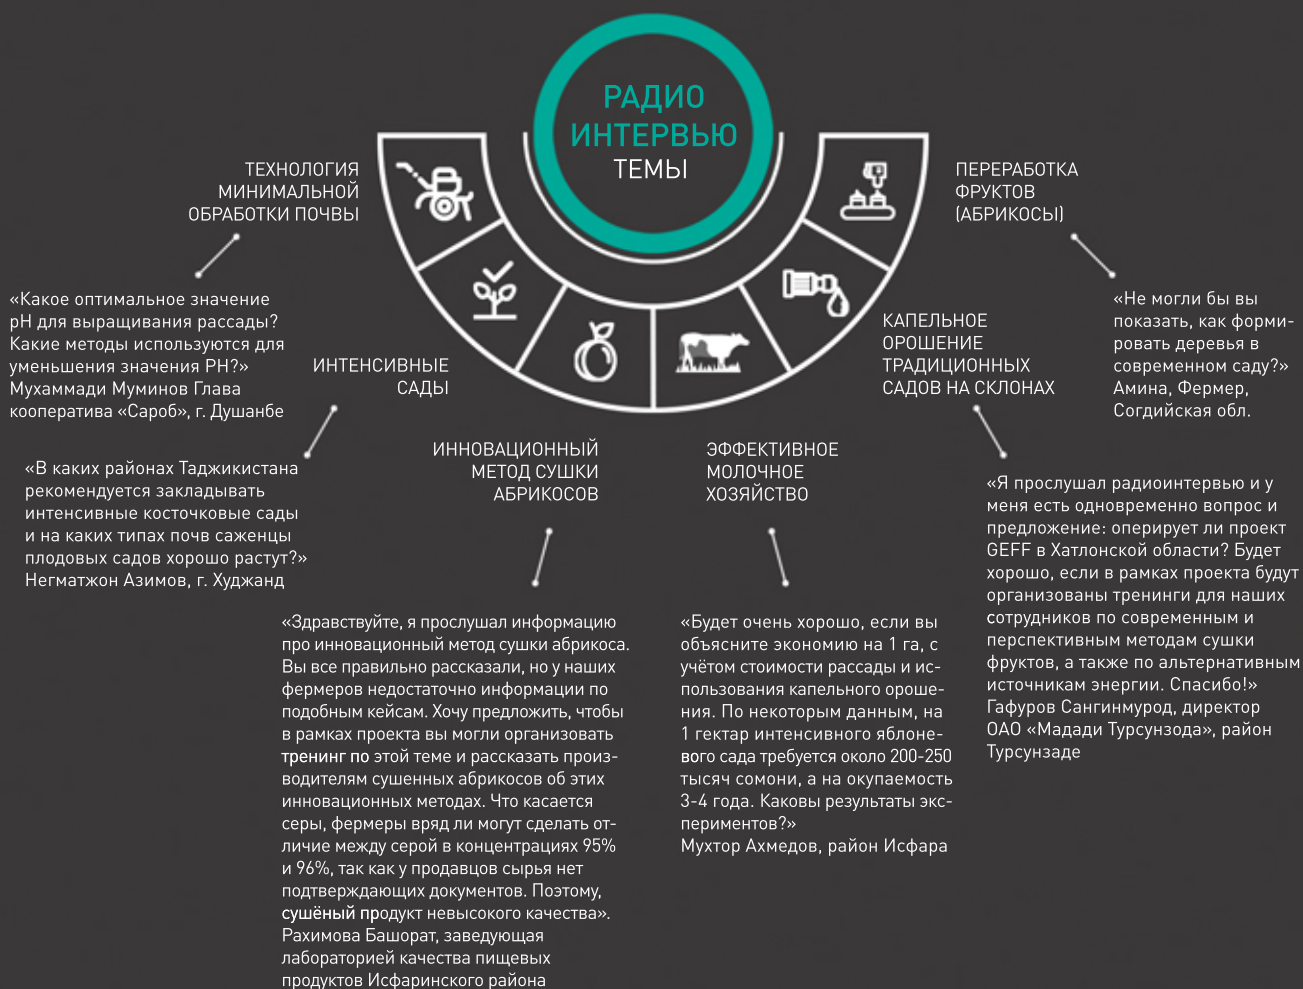 РАДИО
ИНТЕРВЬЮ
ТЕМЫ
ТЕХНОЛОГИЯ
МИНИМАЛЬНОЙ
ОБРАБОТКИ ПОЧВЫ
«Какое оптимальное значение
pH для выращивания рассады?
Какие методы используются для
уменьшения значения PH?»
Мухаммади Муминов Глава
кооператива «Сароб», г. Душанбе
ИНТЕНСИВНЫЕ
САДЫ
«В каких районах Таджикистана
рекомендуется закладывать
интенсивные косточковые сады
и на каких типах почв саженцы
плодовых садов хорошо растут?»
Негматжон Азимов, г. Худжанд
ИННОВАЦИОННЫЙ
МЕТОД СУШКИ
АБРИКОСОВ
«Здравствуйте, я прослушал информацию
про инновационный метод сушки абрикоса.
Вы все правильно рассказали, но у наших
фермеров недостаточно информации по
подобным кейсам. Хочу предложить, чтобы
в рамках проекта вы могли организовать
тренинг по этой теме и рассказать произ-
водителям сушенных абрикосов об этих
инновационных методах. Что касается
серы, фермеры вряд ли могут сделать от-
личие между серой в концентрациях 95%
и 96%, так как у продавцов сырья нет
подтверждающих документов. Поэтому,
сушёный продукт невысокого качества».
Рахимова Башорат, заведующая
лабораторией качества пищевых
продуктов Исфаринского района
ЭФФЕКТИВНОЕ
МОЛОЧНОЕ
ХОЗЯЙСТВО
«Будет очень хорошо, если вы
объясните экономию на 1 га, с
учётом стоимости рассады и ис-
пользования капельного ороше-
ния. По некоторым данным, на
1 гектар интенсивного яблоне-
вого сада требуется около 200-250
тысяч сомони, а на окупаемость
3-4 года. Каковы результаты экс-
периментов?»
Мухтор Ахмедов, район Исфара
КАПЕЛЬНОЕ
ОРОШЕНИЕ
ТРАДИЦИОННЫХ
САДОВ НА СКЛОНАХ
«Я прослушал радиоинтервью и у
меня есть одновременно вопрос и
предложение: оперирует ли проект
GEFF в Хатлонской области? Будет
хорошо, если в рамках проекта будут
организованы тренинги для наших
сотрудников по современным и
перспективным методам сушки
фруктов, а также по альтернативным
источникам энергии. Спасибо!»
Гафуров Сангинмурод, директор
ОАО «Мадади Турсунзода», район
Турсунзаде
ПЕРЕРАБОТКА
ФРУКТОВ
(АБРИКОСЫ)
«Не могли бы вы
показать, как форми-
ровать деревья в
современном саду?»
Амина, Фермер,
Согдийская обл.